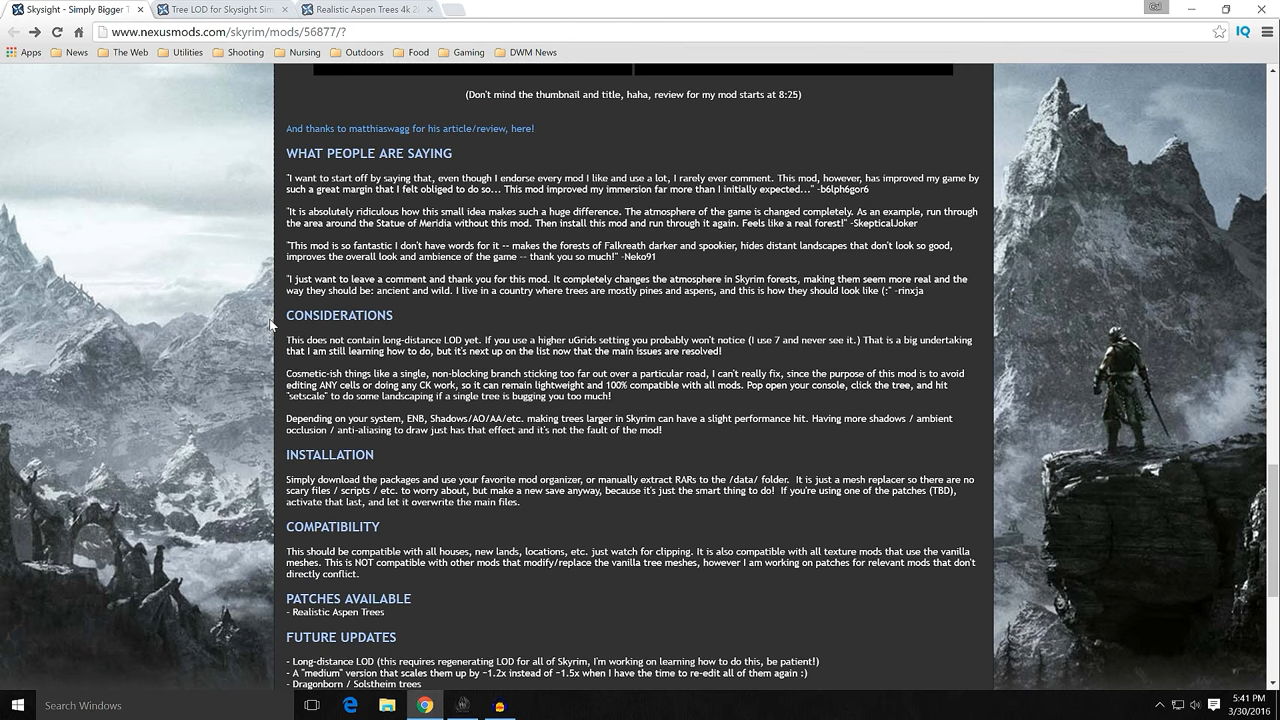 Skysight - Simply Bigger T
Tree LOD for Skysight Sim
Realistic Aspen Trees 4k 2
www.nexusmods.com/skyrim/mods/56877/?
IQ
Apps
News
The Web
Utilities
Shooting
Nursing
Outdoors
Food
Gaming
DWM News
(Don't mind the thumbnail and title, haha, review for my mod starts at 8:25)
And thanks to matthiaswagg for his article/review, here!
WHAT PEOPLE ARE SAYING
"I want to start off by saying that, even though I endorse every mod I like and use a lot, I rarely ever comment. This mod, however, has improved my game by
such a great margin that I felt obliged to do so... This mod improved my immersion far more than I initially expected..." -b6lph6gor6
"It is absolutely ridiculous how this small idea makes such a huge difference. The atmosphere of the game is changed completely. As an example, run through
the area around the Statue of Meridia without this mod. Then install this mod and run through it again. Feels like a real forest!" -SkepticalJoker
"This mod is so fantastic I don't have words for it -- makes the forests of Falkreath darker and spookier, hides distant landscapes that don't look so good,
improves the overall look and ambience of the game -- thank you so much!" -Neko91
"I just want to leave a comment and thank you for this mod. It completely changes the atmosphere in Skyrim forests, making them seem more real and the
way they should be: ancient and wild. I live in a country where trees are mostly pines and aspens, and this is how they should look like (:" -rinxja
CONSIDERATIONS
This does not contain long-distance LOD yet. If you use a higher uGrids setting you probably won't notice (I use 7 and never see it.) That is a big undertaking
that I am still learning how to do, but it's next up on the list now that the main issues are resolved!
Cosmetic-ish things like a single, non-blocking branch sticking too far out over a particular road, I can't really fix, since the purpose of this mod is to avoid
editing ANY cells or doing any CK work, so it can remain lightweight and 100% compatible with all mods. Pop open your console, click the tree, and hit
"setscale" to do some landscaping if a single tree is bugging you too much!
Depending on your system, ENB, Shadows/AO/AA/etc. making trees larger in Skyrim can have a slight performance hit. Having more shadows / ambient
occlusion / anti-aliasing to draw just has that effect and it's not the fault of the mod!
INSTALLATION
Simply download the packages and use your favorite mod organizer, or manually extract RARs to the /data/ folder. It is just a mesh replacer so there are no
scary files / scripts / etc. to worry about, but make a new save anyway, because it's just the smart thing to do! If you're using one of the patches (TBD),
activate that last, and let it overwrite the main files.
COMPATIBILITY
This should be compatible with all houses, new lands, locations, etc. just watch for clipping. It is also compatible with all texture mods that use the vanilla
meshes. This is NOT compatible with other mods that modify/replace the vanilla tree meshes, however I am working on patches for relevant mods that don't
directly conflict.
PATCHES AVAILABLE
- Realistic Aspen Trees
FUTURE UPDATES
- Long-distance LOD (this requires regenerating LOD for all of Skyrim, I'm working on learning how to do this, be patient!)
- A "medium" version that scales them up by ~1.2x instead of ~1.5x when I have the time to re-edit all of them again :)
- Dragonborn / Solstheim trees
Search Windows
5:41 PM
3/30/2016